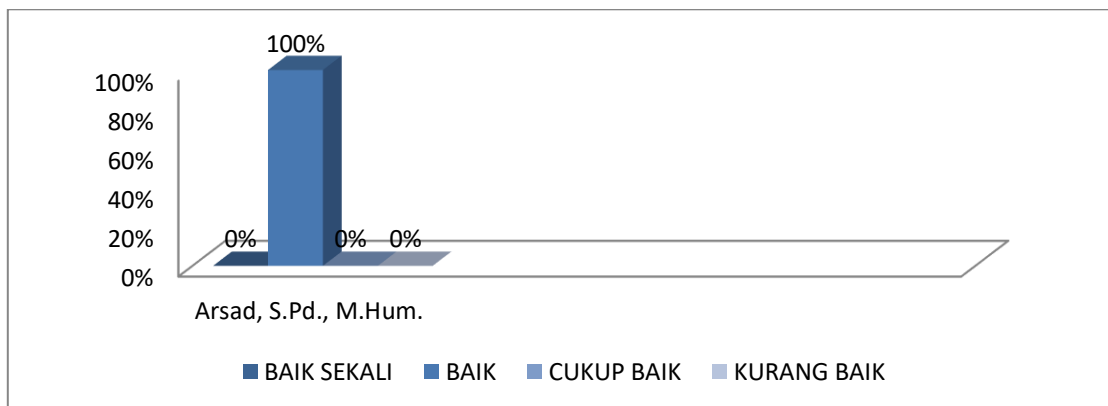 100%
100%
80%
60%
40%
20%
0%
0% 0% 0%
Arsad, S.Pd., M.Hum.
BAIK SEKALI BAIK CUKUP BAIK KURANG BAIK